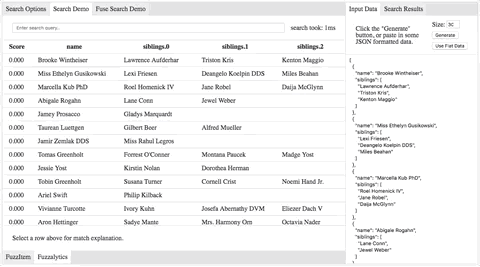 Search Options Search Demo Fuse Search Demo
Enter search query.. search took: 1ms
Score name siblings.0 siblings.1 siblings.2
0.000 Brooke Wintheiser Lawrence Aufderhar Triston Kris Kenton Maggio
0.000 Miss Ethelyn Gusikowski Lexi Friesen Deangelo Koelpin DDS Miles Beahan
0.000 Marcella Kub PhD Roel Homenick IV Jane Robel Daija McGlynn
0.000 Abigale Rogahn Lane Conn Jewel Weber
0.000 Jamey Prosacco Gladys Marquardt
0.000 Taurean Luettgen Gilbert Beer Alfred Mueller
0.000 Jamir Zemlak DDS Miss Rahul Legros
0.000 Tomas Greenholt Forrest O'Conner Montana Paucek Madge Yost
0.000 Jessie Yost Kirstin Nolan Dorothea Herman
0.000 Tobin Greenholt Susana Turner Cornell Crist Noemi Hand Jr.
0.000 Ariel Swift Philip Kilback
0.000 Vivianne Turcotte Ivory Kuhn Josefa Abernathy DVM Eliezer Dach V
0.000 Aron Hettinger Sadye Mante Mrs. Harmony Orn Octavia Nader
Select a row above for match explanation.
FuzzItem Fuzzalytics
Input Data Search Results
Click the "Generate"
button, or paste in some
JSON formatted data.
Size:
Generate
Use Flat Data
[
{
"name": "Brooke Wintheiser",
"siblings": [
"Lawrence Aufderhar",
"Triston Kris",
"Kenton Maggio"
]
},
{
"name": "Miss Ethelyn Gusikowski",
"siblings": [
"Lexi Friesen",
"Deangelo Koelpin DDS",
"Miles Beahan"
]
},
{
"name": "Marcella Kub PhD",
"siblings": [
"Roel Homenick IV",
"Jane Robel",
"Daija McGlynn"
]
},
{
"name": "Abigale Rogahn",
"siblings": [
"Lane Conn",
"Jewel Weber"
]